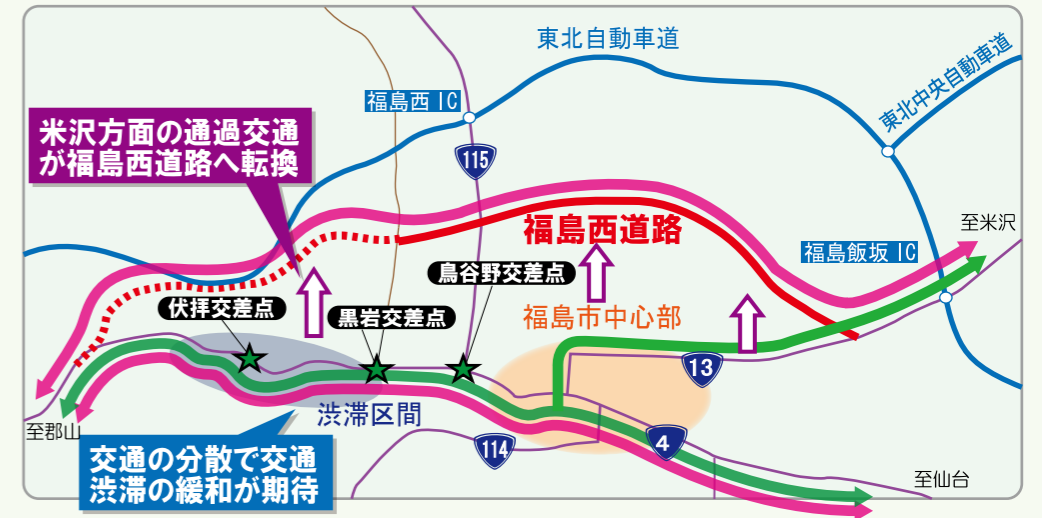 東北自動車道
東北中央自動車道
福島西IC
米沢方面の通過交通
が福島西道路へ転換
115
福島西道路
至米沢
福島飯坂IC
鳥谷野交差点
伏拝交差点
黒岩交差点
福島市中心部
13
渋滞区間
至郡山
114
4
交通の分散で交通
渋滞の緩和が期待
至仙台